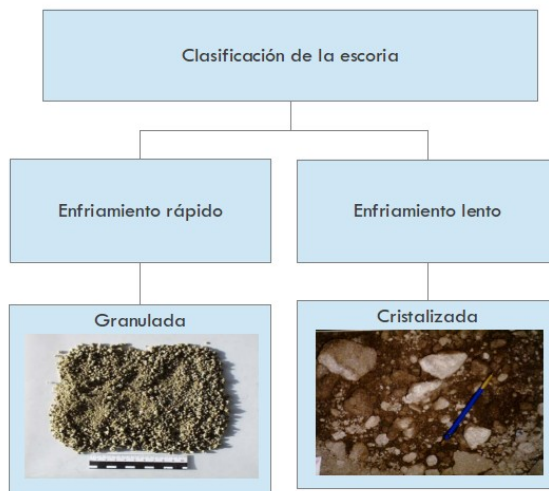 Clasificación de la escoria
Enfriamiento rápido
Enfriamiento lento
Granulada
Cristalizada